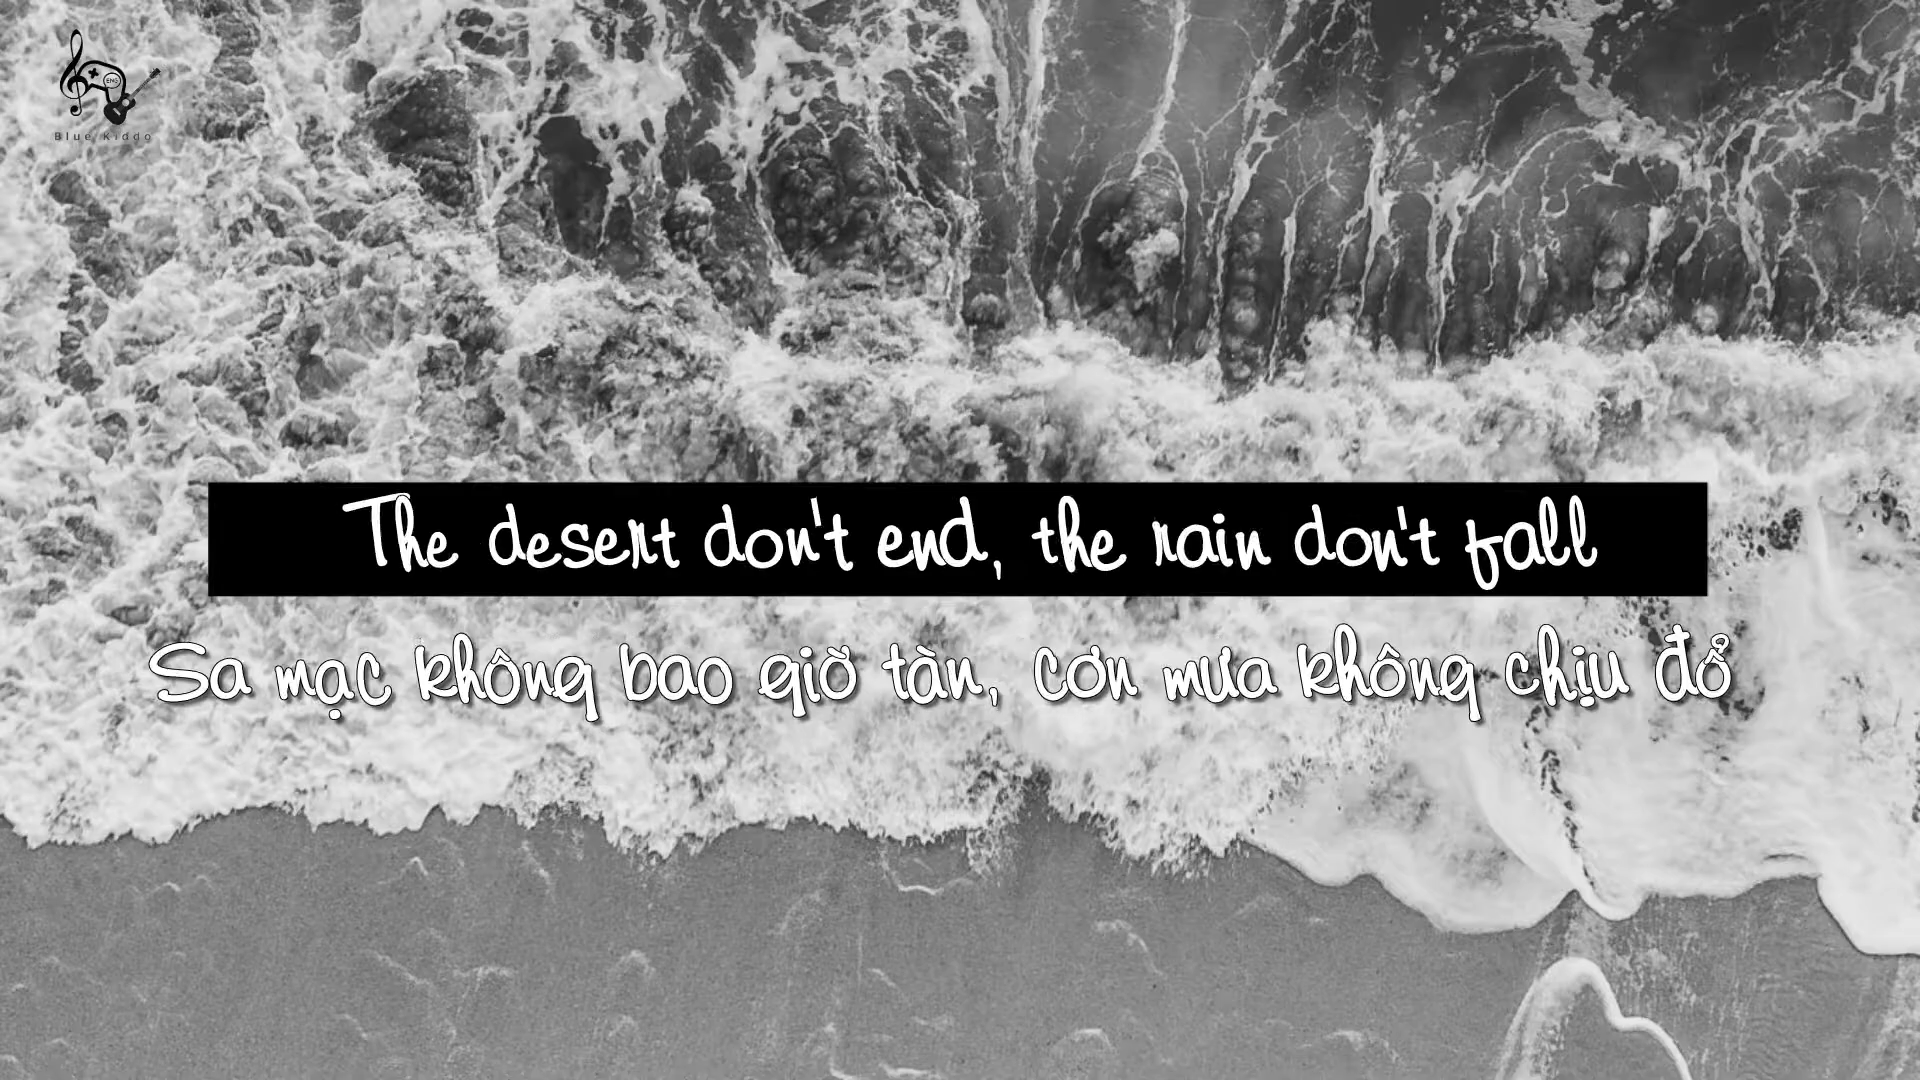 ENS
Blue Kiddo
The desert don't end, the rain don't fall
Sa mạc không bao giờ tàn, cơn mưa không chịu đổ